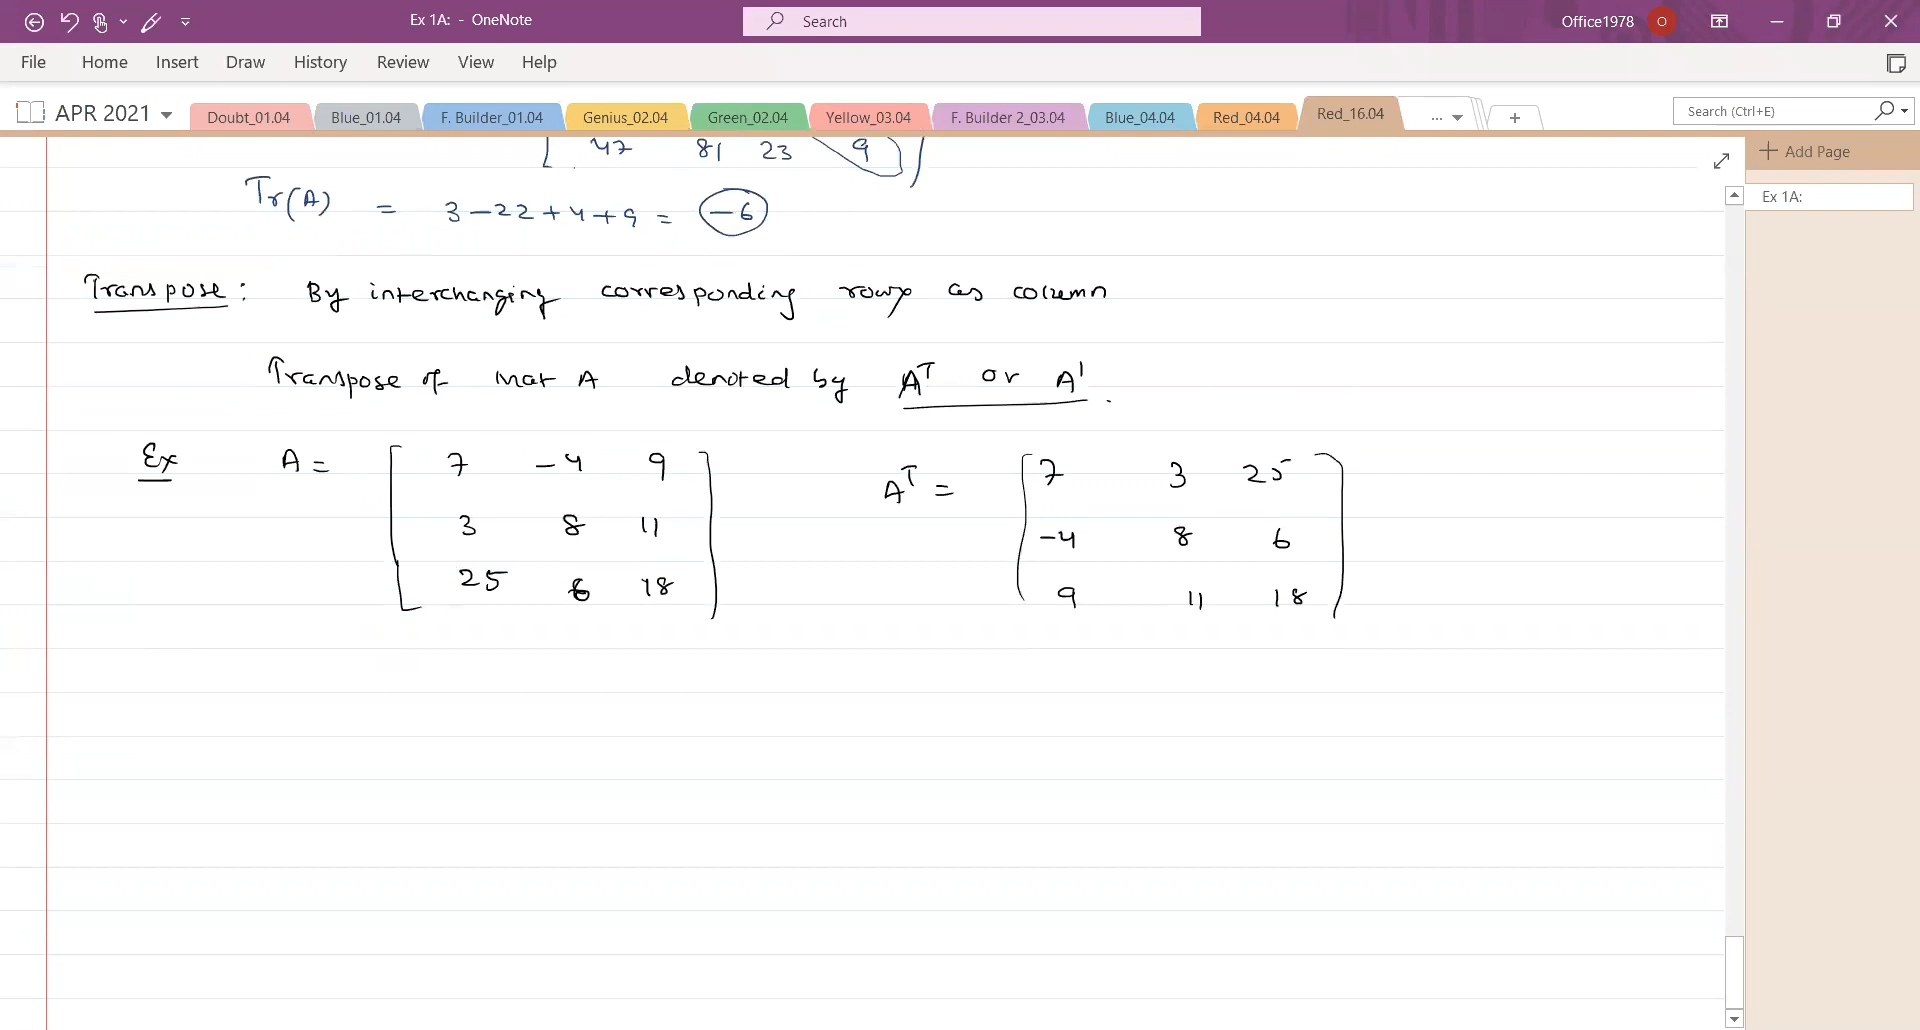 Ex 1A: - OneNote
Search
Office1978
O
File Home Insert Draw History Review View Help
APR 2021
Doubt_01.04 Blue_01.04 F. Builder_01.04 Genius_02.04 Green_02.04 Yellow_03.04 F. Builder 2_03.04 Blue_04.04 Red_04.04 Red_16.04 ... +
Search (Ctrl+E)
Add Page
Ex 1A:
47 81 23 9
Tr(A) = 3-22+4+9 = -6
Transpose: By interchanging corresponding rows as column
Transpose of mat A denoted by Aᵀ or A'.
Ex A = [ 7 -4 9 ] Aᵀ = [ 7 3 25 ]
3 8 11 -4 8 6
25 6 18 9 11 18